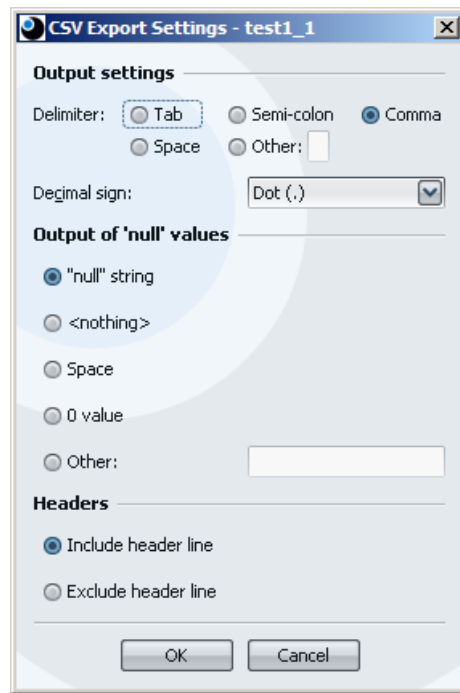 CSV Export Settings - test1_1
Output settings
Delimiter: Tab Semi-colon Comma
Space Other:
Decimal sign: Dot (.)
Output of 'null' values
"null" string
<nothing>
Space
0 value
Other:
Headers
Include header line
Exclude header line
OK Cancel